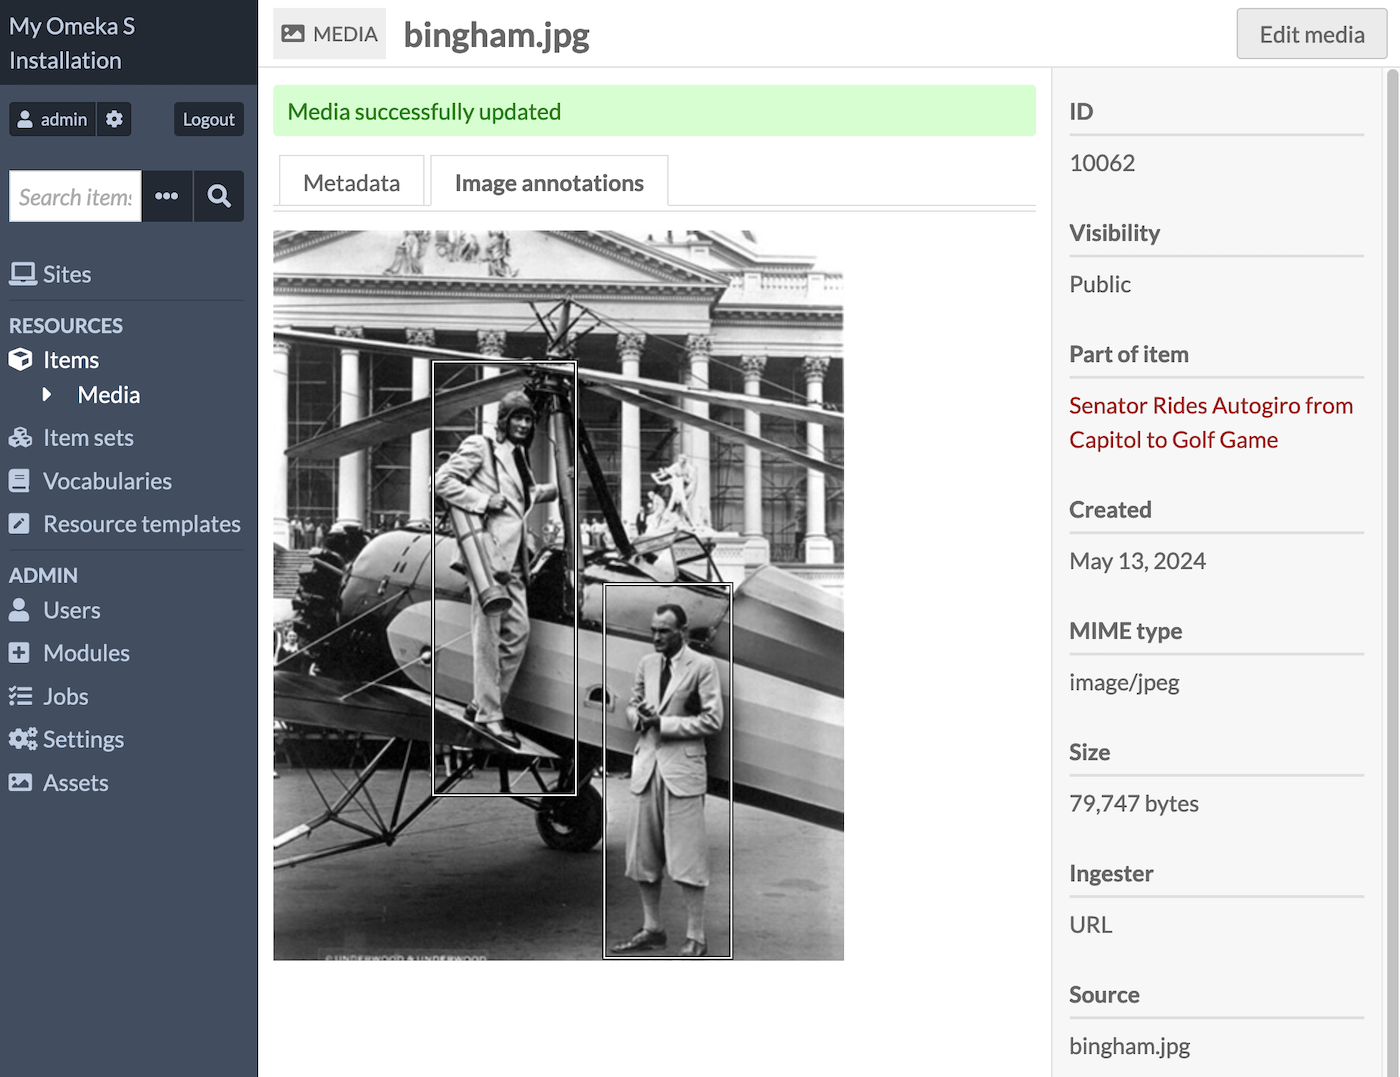 My Omeka S
Installation
admin
Logout
Search items
Sites
RESOURCES
Items
Media
Item sets
Vocabularies
Resource templates
ADMIN
Users
Modules
Jobs
Settings
Assets
MEDIA
bingham.jpg
Edit media
Media successfully updated
Metadata
Image annotations
© UNDERWOOD & UNDERWOOD
ID
10062
Visibility
Public
Part of item
Senator Rides Autogiro from
Capitol to Golf Game
Created
May 13, 2024
MIME type
image/jpeg
Size
79,747 bytes
Ingester
URL
Source
bingham.jpg